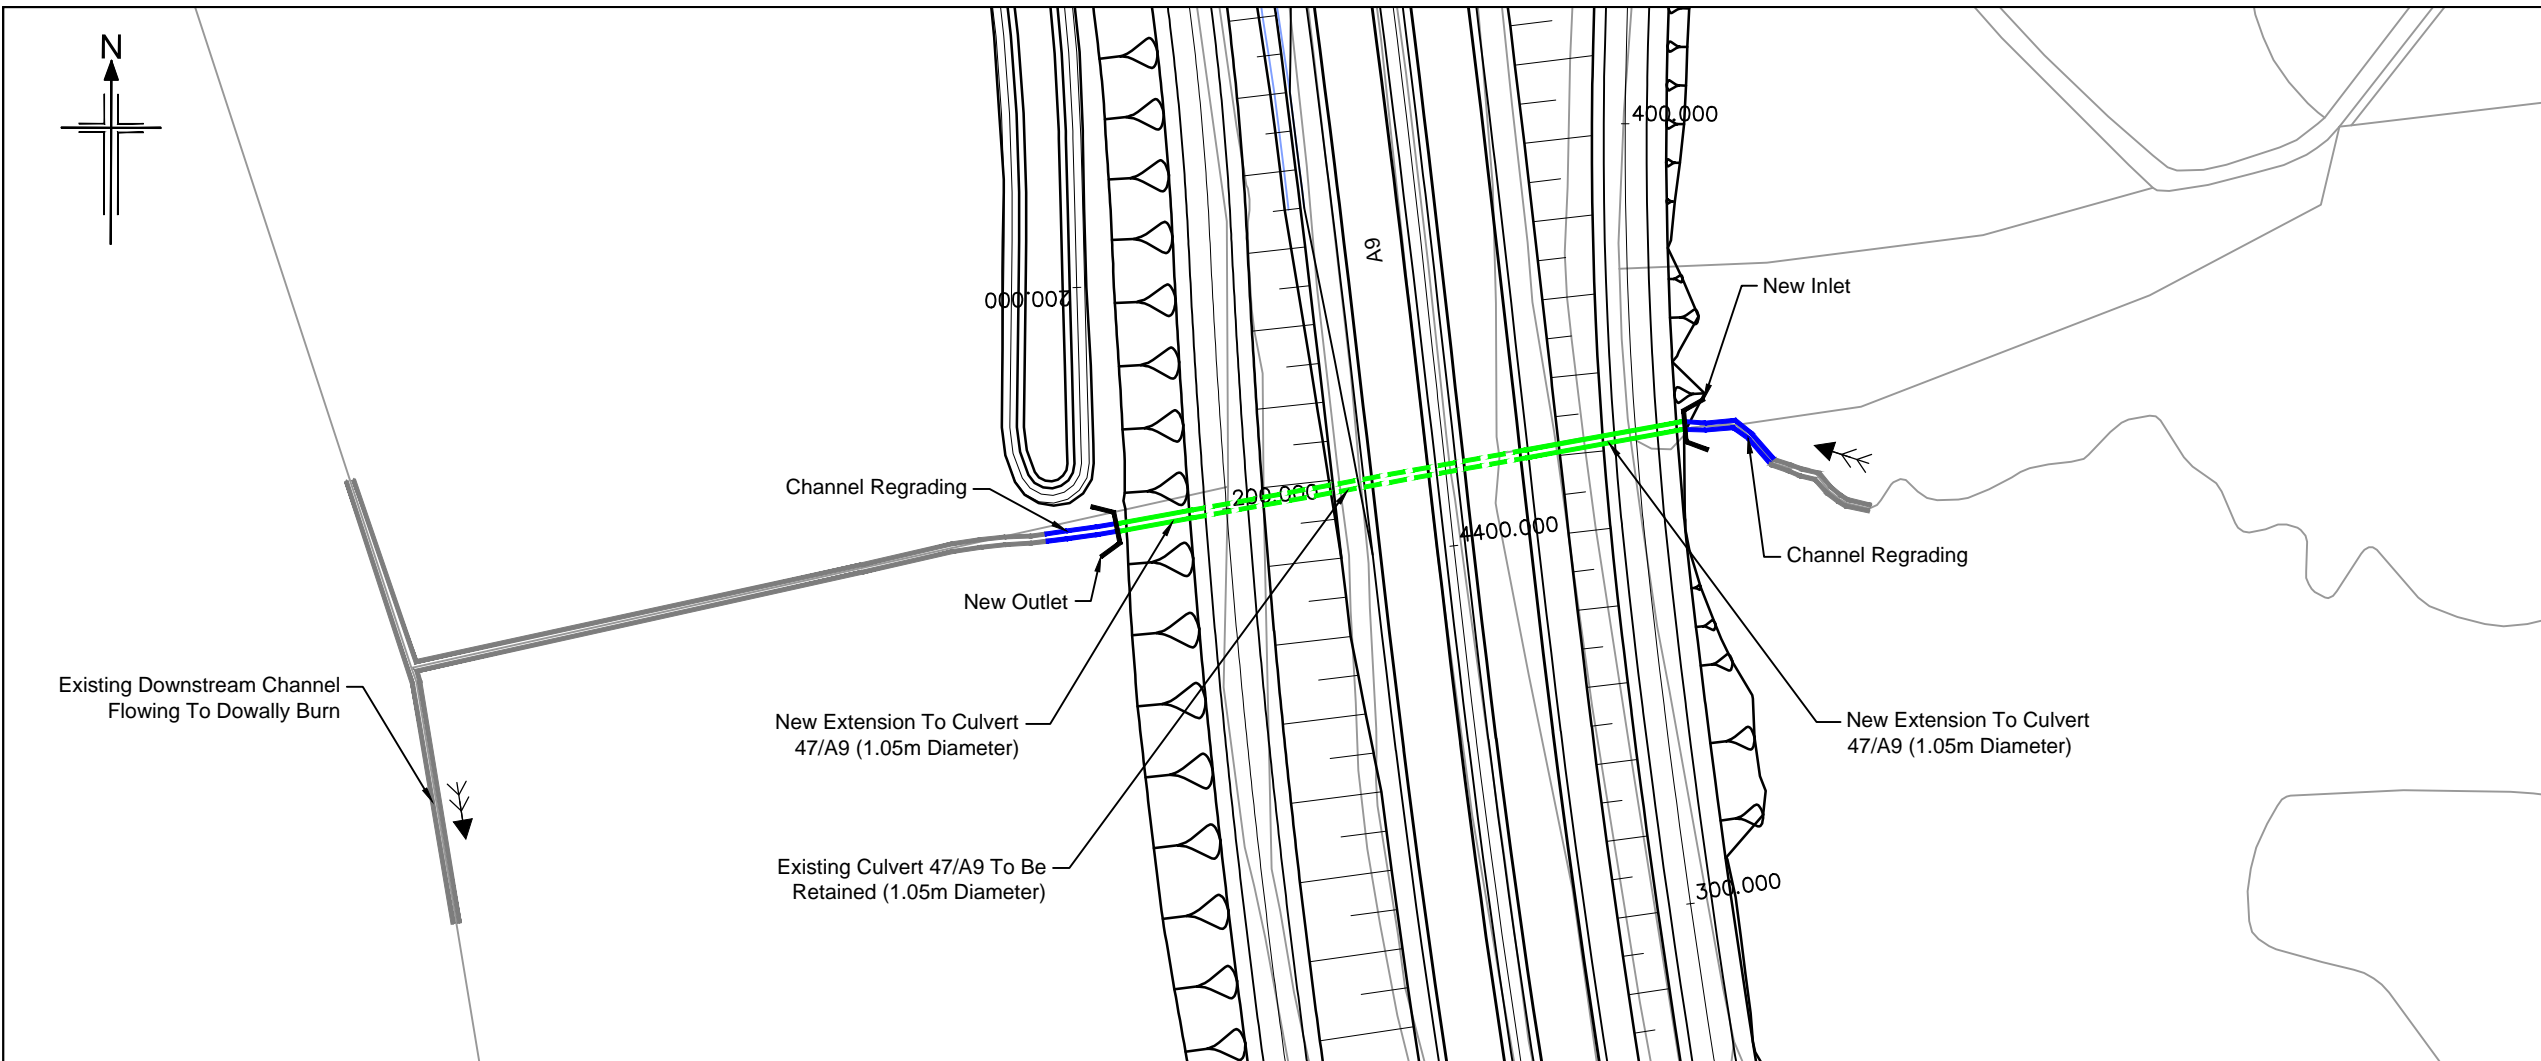 N
400.000
A9
New Inlet
200.000
Channel Regrading
200.000
4400.000
Channel Regrading
New Outlet
Existing Downstream Channel
Flowing To Dowally Burn
New Extension To Culvert
47/A9 (1.05m Diameter)
New Extension To Culvert
47/A9 (1.05m Diameter)
Existing Culvert 47/A9 To Be
Retained (1.05m Diameter)
300.000